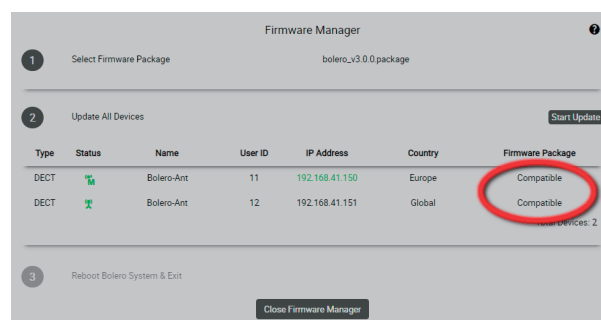 Firmware Manager
1 Select Firmware Package bolero_v3.0.0.package
2 Update All Devices Start Update
Type Status Name User ID IP Address Country Firmware Package
DECT M Bolero-Ant 11 192.168.41.150 Europe Compatible
DECT Bolero-Ant 12 192.168.41.151 Global Compatible
Total Devices: 2
3 Reboot Bolero System & Exit
Close Firmware Manager